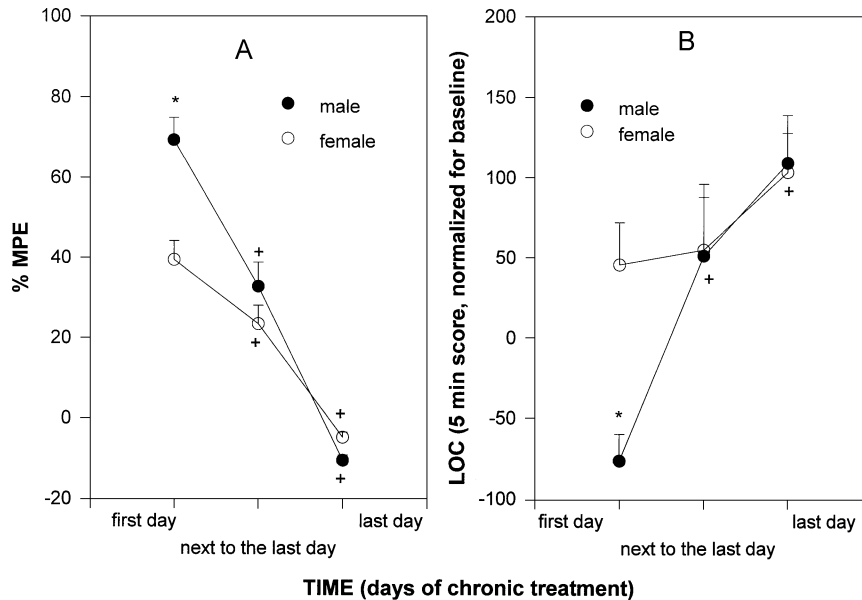 A
male
female
*
+
+
+
+
% MPE
100
80
60
40
20
0
-20
first day
next to the last day
last day
B
male
female
*
+
+
LOC (5 min score, normalized for baseline)
200
150
100
50
0
-50
-100
first day
next to the last day
last day
TIME (days of chronic treatment)